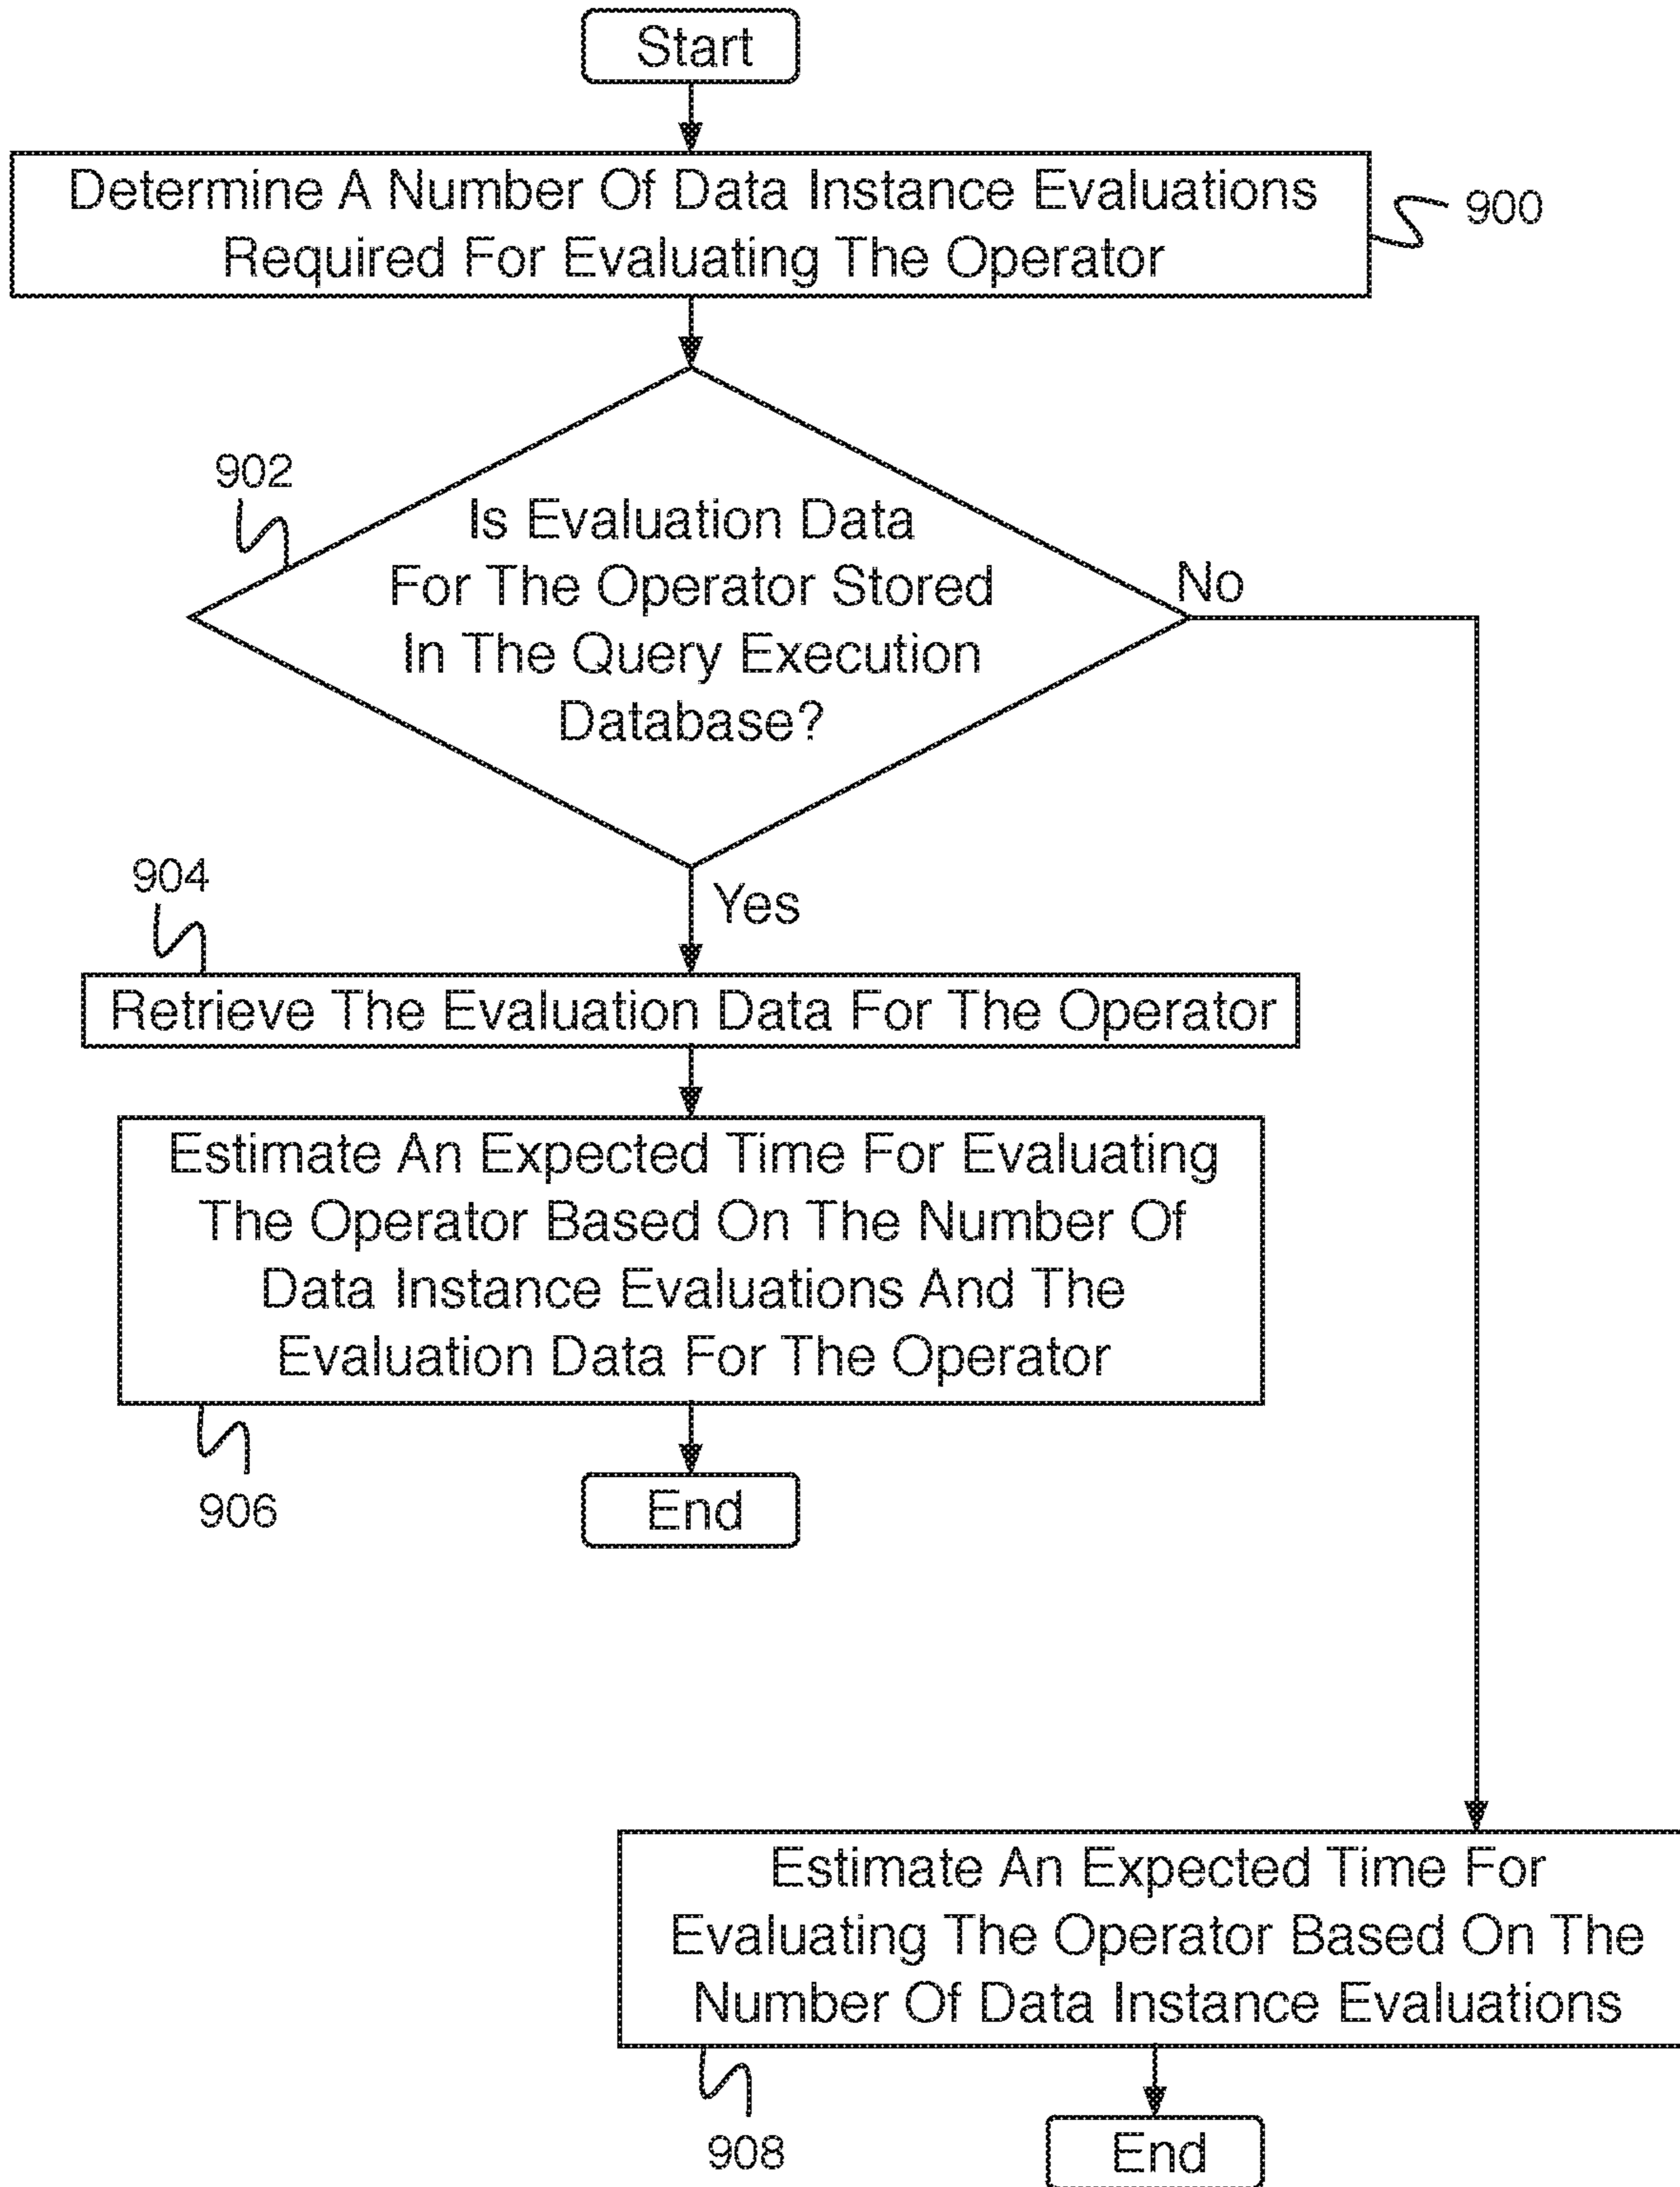 Start
Determine A Number Of Data Instance Evaluations
Required For Evaluating The Operator
900
902
Is Evaluation Data
For The Operator Stored
In The Query Execution
Database?
No
Yes
904
Retrieve The Evaluation Data For The Operator
Estimate An Expected Time For Evaluating
The Operator Based On The Number Of
Data Instance Evaluations And The
Evaluation Data For The Operator
906
End
Estimate An Expected Time For
Evaluating The Operator Based On The
Number Of Data Instance Evaluations
908
End